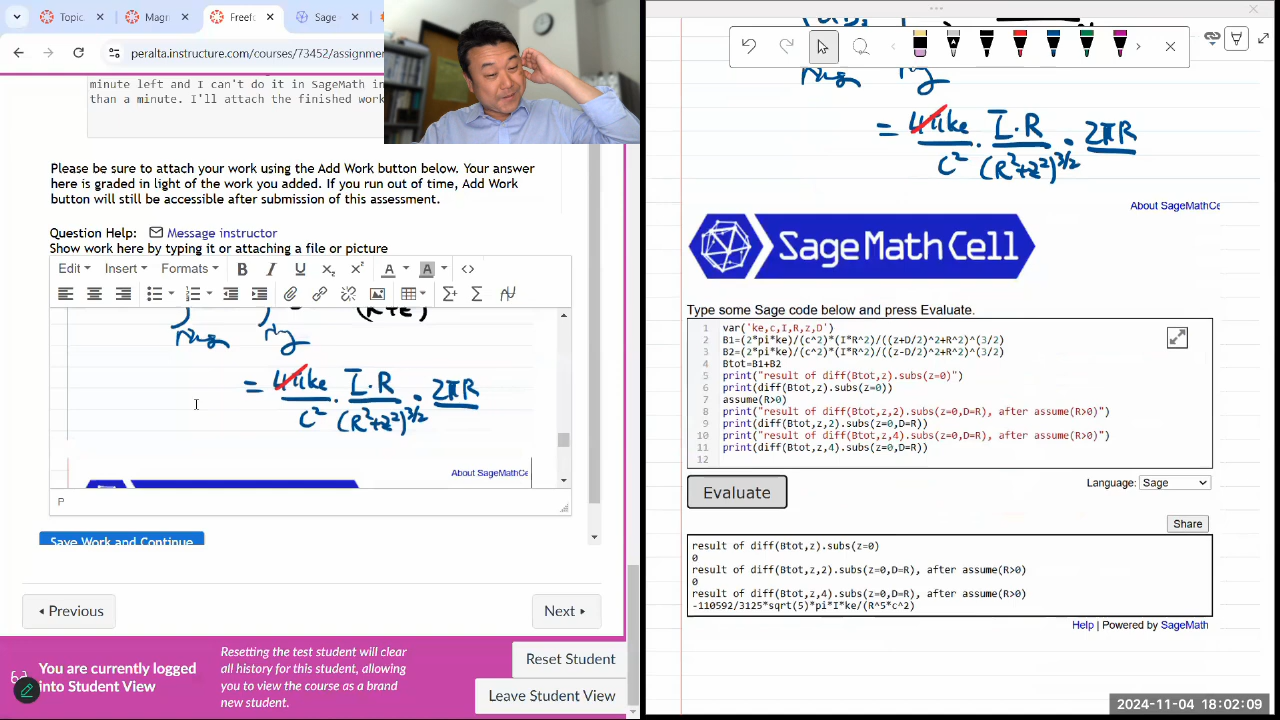 Magn
Freefo
Sage
peralta.instructure.com/course/73452/assignme
minute left and I can't do it in SageMath in
than a minute. I'll attach the finished work
Please be sure to attach your work using the Add Work button below. Your answer
here is graded in light of the work you added. If you run out of time, Add Work
button will still be accessible after submission of this assessment.
Question Help: Message instructor
Show work here by typing it or attaching a file or picture
Edit Insert Formats B I U X₂ X² A A <>
ring ring
= ke/c² · I·R/(R²+z²)^3/2 · 2πR
About SageMathCe
P
Save Work and Continue
Previous
Next
You are currently logged
into Student View
Resetting the test student will clear
all history for this student, allowing
you to view the course as a brand
new student.
Reset Student
Leave Student View
ring ring
= ke/c² · I·R/(R²+z²)^3/2 · 2πR
About SageMathCe
SageMathCell
Type some Sage code below and press Evaluate.
1 var('ke,c,I,R,z,D')
2 B1=(2*pi*ke)/(c^2)*(I*R^2)/((z+D/2)^2+R^2)^(3/2)
3 B2=(2*pi*ke)/(c^2)*(I*R^2)/((z-D/2)^2+R^2)^(3/2)
4 Btot=B1+B2
5 print("result of diff(Btot,z).subs(z=0)")
6 print(diff(Btot,z).subs(z=0))
7 assume(R>0)
8 print("result of diff(Btot,z,2).subs(z=0,D=R), after assume(R>0)")
9 print(diff(Btot,z,2).subs(z=0,D=R))
10 print("result of diff(Btot,z,4).subs(z=0,D=R), after assume(R>0)")
11 print(diff(Btot,z,4).subs(z=0,D=R))
12
Evaluate
Language: Sage
Share
result of diff(Btot,z).subs(z=0)
0
result of diff(Btot,z,2).subs(z=0,D=R), after assume(R>0)
0
result of diff(Btot,z,4).subs(z=0,D=R), after assume(R>0)
-110592/3125*sqrt(5)*pi*I*ke/(R^5*c^2)
Help | Powered by SageMath
2024-11-04 18:02:09